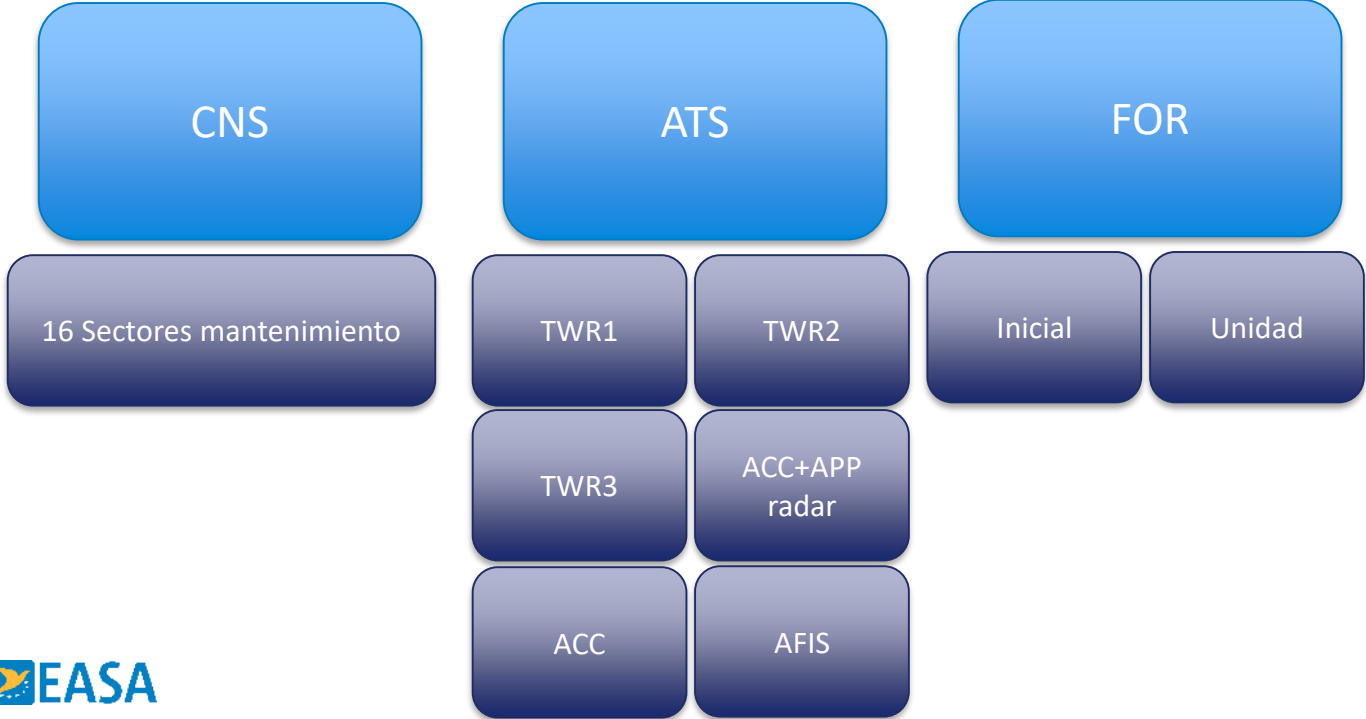 CNS
ATS
FOR
16 Sectores mantenimiento
TWR1
TWR2
Inicial
Unidad
TWR3
ACC+APP
radar
ACC
AFIS
EASA